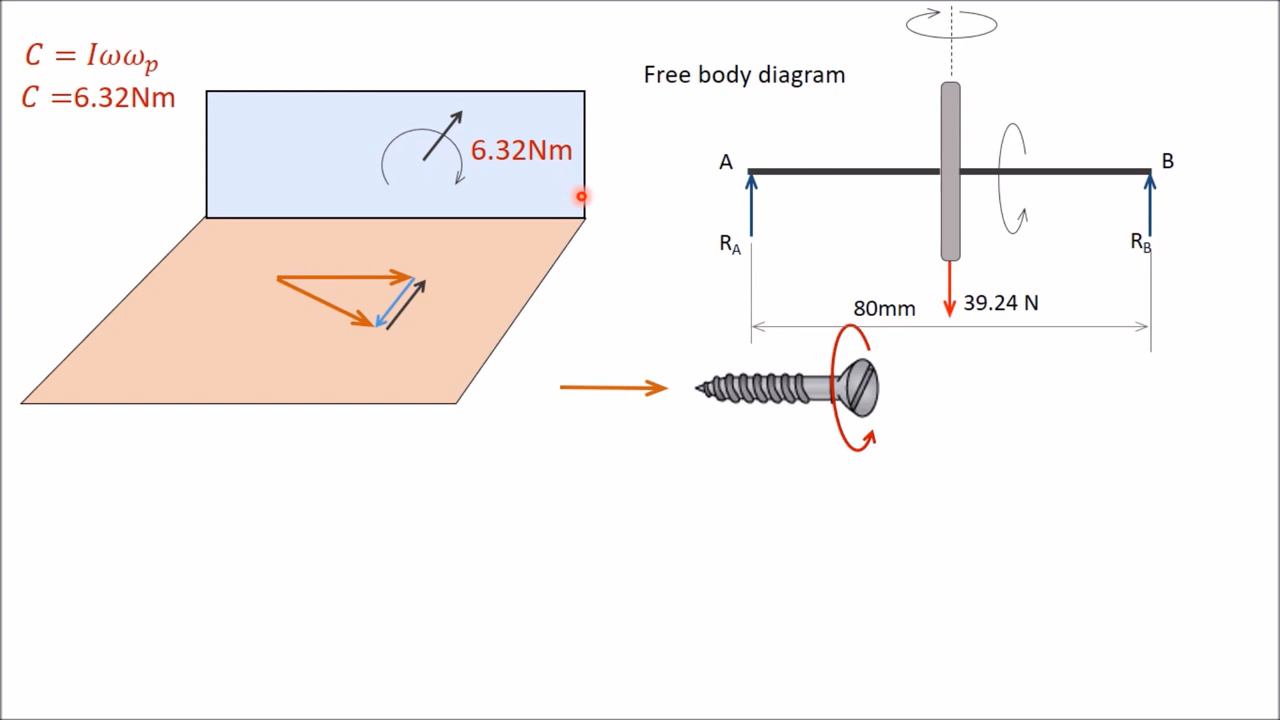 C = Iωω_p
C =6.32Nm
6.32Nm
Free body diagram
A
B
R_A
R_B
39.24 N
80mm